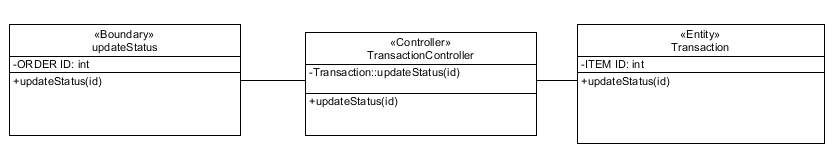 «Boundary»
updateStatus
-ORDER ID: int
+updateStatus(id)
«Controller»
TransactionController
-Transaction::updateStatus(id)
+updateStatus(id)
«Entity»
Transaction
-ITEM ID: int
+updateStatus(id)